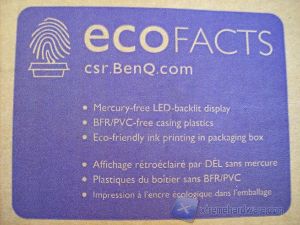 ecoFACTS
csr.BenQ.com
• Mercury-free LED-backlit display
• BFR/PVC-free casing plastics
• Eco-friendly ink printing in packaging box
• Affichage rétroéclairé par DEL sans mercure
• Plastiques du boîtier sans BFR/PVC
• Impression à l'encre écologique dans l'emballage
xtremehardware.com